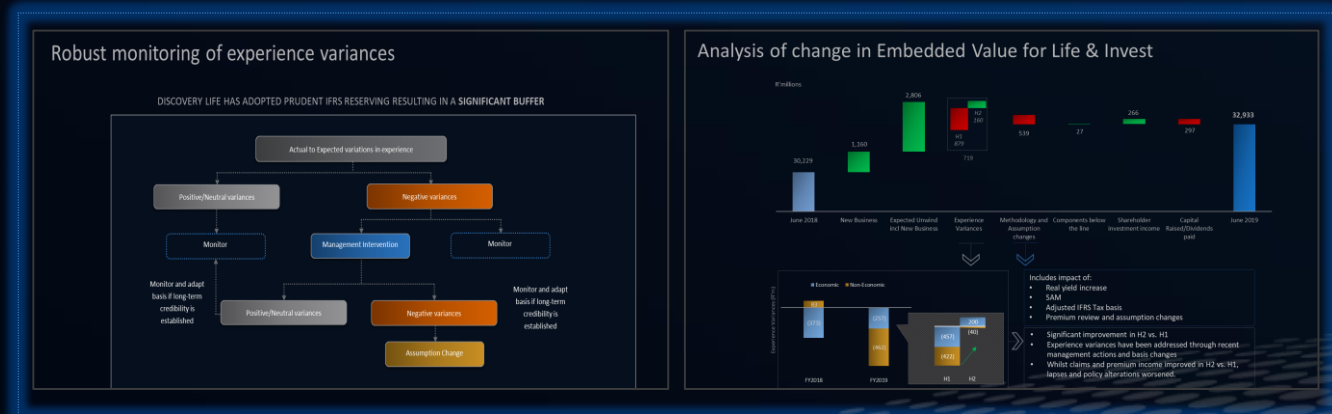 Robust monitoring of experience variances
DISCOVERY LIFE HAS ADOPTED PRUDENT IFRS RESERVING RESULTING IN A SIGNIFICANT BUFFER
Actual to Expected variations in experience
Positive/Neutral variances
Negative variances
Monitor
Management Intervention
Monitor
Monitor and adapt
basis if long-term
credibility is
established
Monitor and adapt
basis if long-term
credibility is
established
Positive/Neutral variances
Negative variances
Assumption Change
Analysis of change in Embedded Value for Life & Invest
R'millions
30,229
1,160
2,806
H1
879
H2
160
719
539
27
266
297
32,933
June 2018
New Business
Expected Unwind
incl New Business
Experience
Variances
Methodology and
Assumption
changes
Components below
the line
Shareholder
investment income
Capital
Raised/Dividends
paid
June 2019
Economic
Non-Economic
Experience Variances (R'm)
(373)
(257)
(462)
(457)
(422)
200
(40)
H1
H2
FY2018
FY2019
Includes impact of:
• Real yield increase
• SAM
• Adjusted IFRS Tax basis
• Premium review and assumption changes
• Significant improvement in H2 vs. H1
• Experience variances have been addressed through recent
management actions and basis changes
• Whilst claims and premium income improved in H2 vs. H1,
lapses and policy alterations worsened.